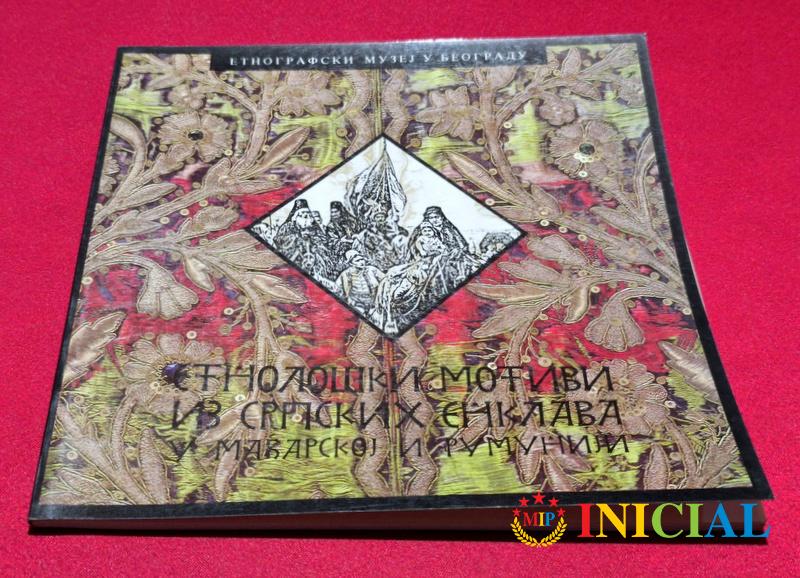 ЕТНОГРАФСКИ МУЗЕЈ У БЕОГРАДУ
ЕТНОЛОШКИ МОТИВИ
ИЗ СРПСКИХ ЕНКЛАВА
У МАЂАРСКОЈ И РУМУНИЈИ
MIP INICIAL